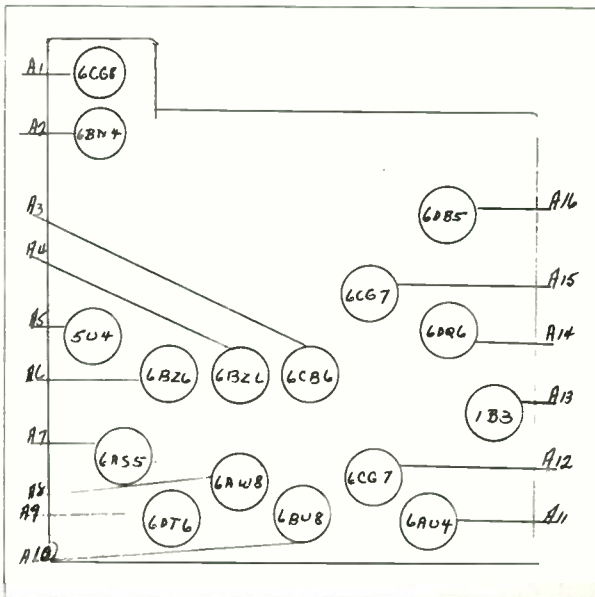 A1 6CG8
A2 6BN4
A3
6DB5 A16
A4
6CG7 A15
A5 5U4
6DQ6 A14
A6 6BZ6 6BZ6 6CB6
1B3 A13
A7 6AS5
6CG7 A12
A8 6AW8
A9 6DT6 6BU8 6AU4 A11
A10